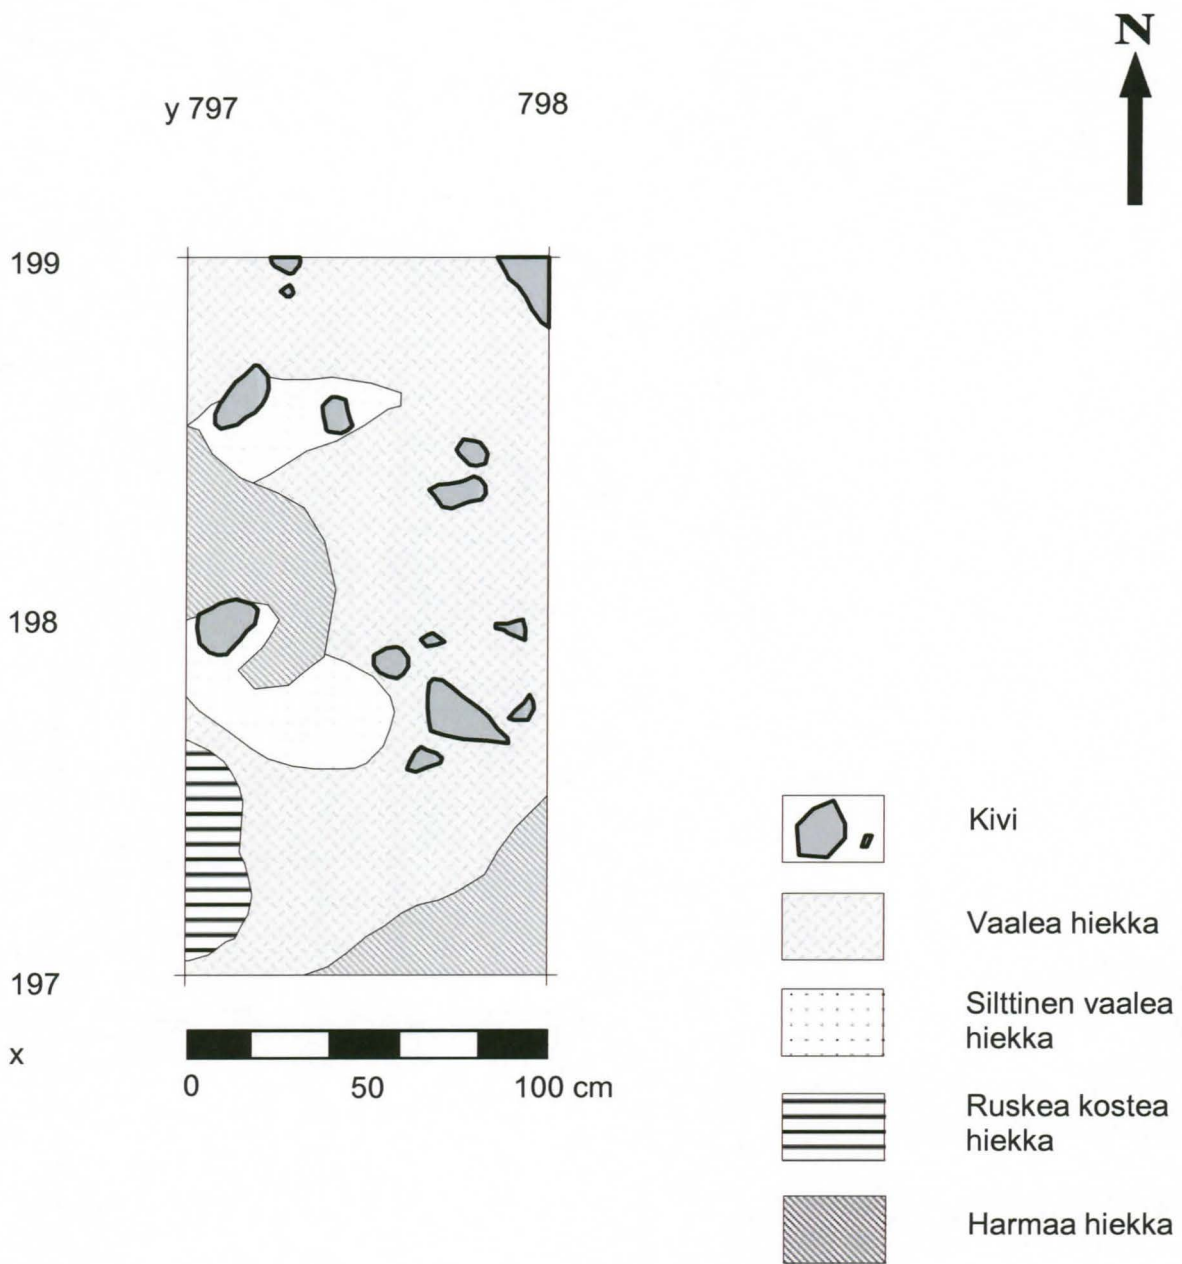 N
y 797
798
199
198
197
x
0
50
100 cm
Kivi
Vaalea hiekka
Silttinen vaalea
hiekka
Ruskea kostea
hiekka
Harmaa hiekka